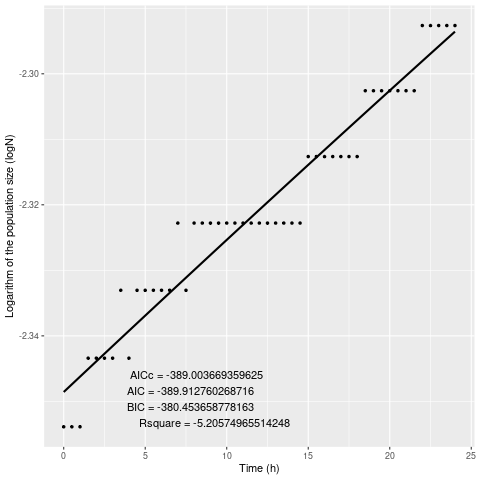 Logarithm of the population size (logN)
-2.30
-2.32
-2.34
AICc = -389.003669359625
AIC = -389.912760268716
BIC = -380.453658778163
Rsquare = -5.20574965514248
0 5 10 15 20 25
Time (h)